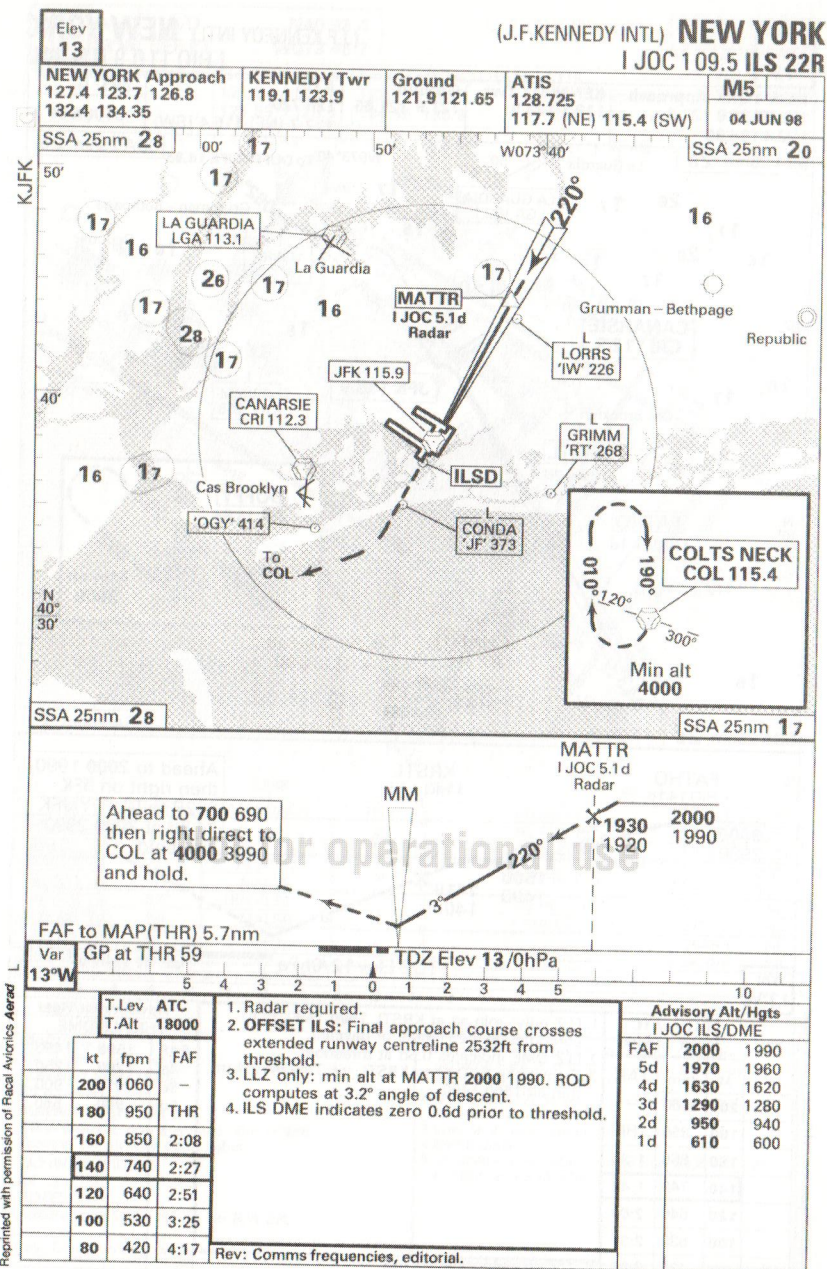 Elev
13
(J.F.KENNEDY INTL) NEW YORK
I JOC 109.5 ILS 22R
NEW YORK Approach
127.4 123.7 126.8
132.4 134.35
KENNEDY Twr
119.1 123.9
Ground
121.9 121.65
ATIS
128.725
117.7 (NE) 115.4 (SW)
M5
04 JUN 98
KJFK
SSA 25nm 28
00'
50'
W073°40'
SSA 25nm 20
50'
17
17
17
16
LA GUARDIA
LGA 113.1
La Guardia
220°
16
26
17
17
16
17
28
17
MATTR
I JOC 5.1d
Radar
Grumman – Bethpage
Republic
L
LORRS
'IW' 226
JFK 115.9
40'
CANARSIE
CRI 112.3
L
GRIMM
'RT' 268
16
17
Cas Brooklyn
ILSD
'OGY' 414
L
CONDA
'JF' 373
To
COL
N
40°
30'
010°
190°
COLTS NECK
COL 115.4
120°
300°
Min alt
4000
SSA 25nm 28
SSA 25nm 17
MATTR
I JOC 5.1d
Radar
MM
Ahead to 700 690
then right direct to
COL at 4000 3990
and hold.
1930 2000
1920 1990
220°
3°
Not for operational use
FAF to MAP(THR) 5.7nm
Var
13°W
GP at THR 59
TDZ Elev 13/0hPa
5 4 3 2 1 0 1 2 3 4 5 10
T.Lev ATC
T.Alt 18000
kt fpm FAF
200 1060 –
180 950 THR
160 850 2:08
140 740 2:27
120 640 2:51
100 530 3:25
80 420 4:17
1. Radar required.
2. OFFSET ILS: Final approach course crosses
extended runway centreline 2532ft from
threshold.
3. LLZ only: min alt at MATTR 2000 1990. ROD
computes at 3.2° angle of descent.
4. ILS DME indicates zero 0.6d prior to threshold.
Rev: Comms frequencies, editorial.
Advisory Alt/Hgts
I JOC ILS/DME
FAF 2000 1990
5d 1970 1960
4d 1630 1620
3d 1290 1280
2d 950 940
1d 610 600
Reprinted with permission of Racal Avionics Aerad L